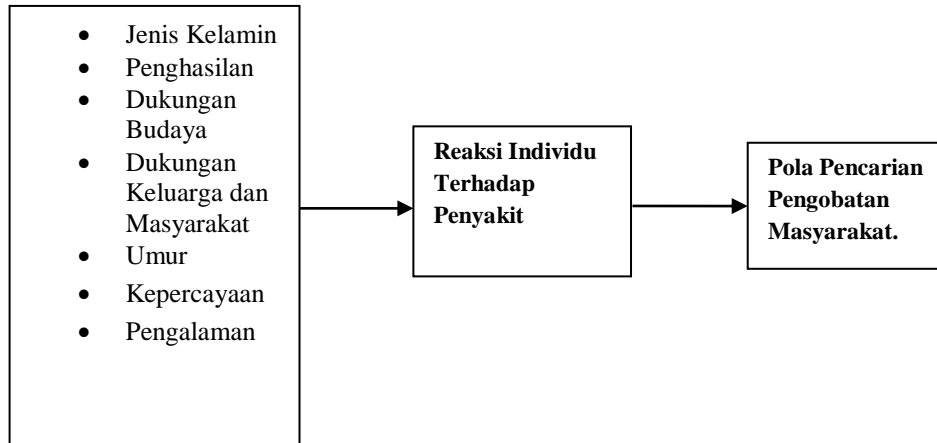 • Jenis Kelamin
• Penghasilan
• Dukungan
Budaya
• Dukungan
Keluarga dan
Masyarakat
• Umur
• Kepercayaan
• Pengalaman
Reaksi Individu
Terhadap
Penyakit
Pola Pencarian
Pengobatan
Masyarakat.